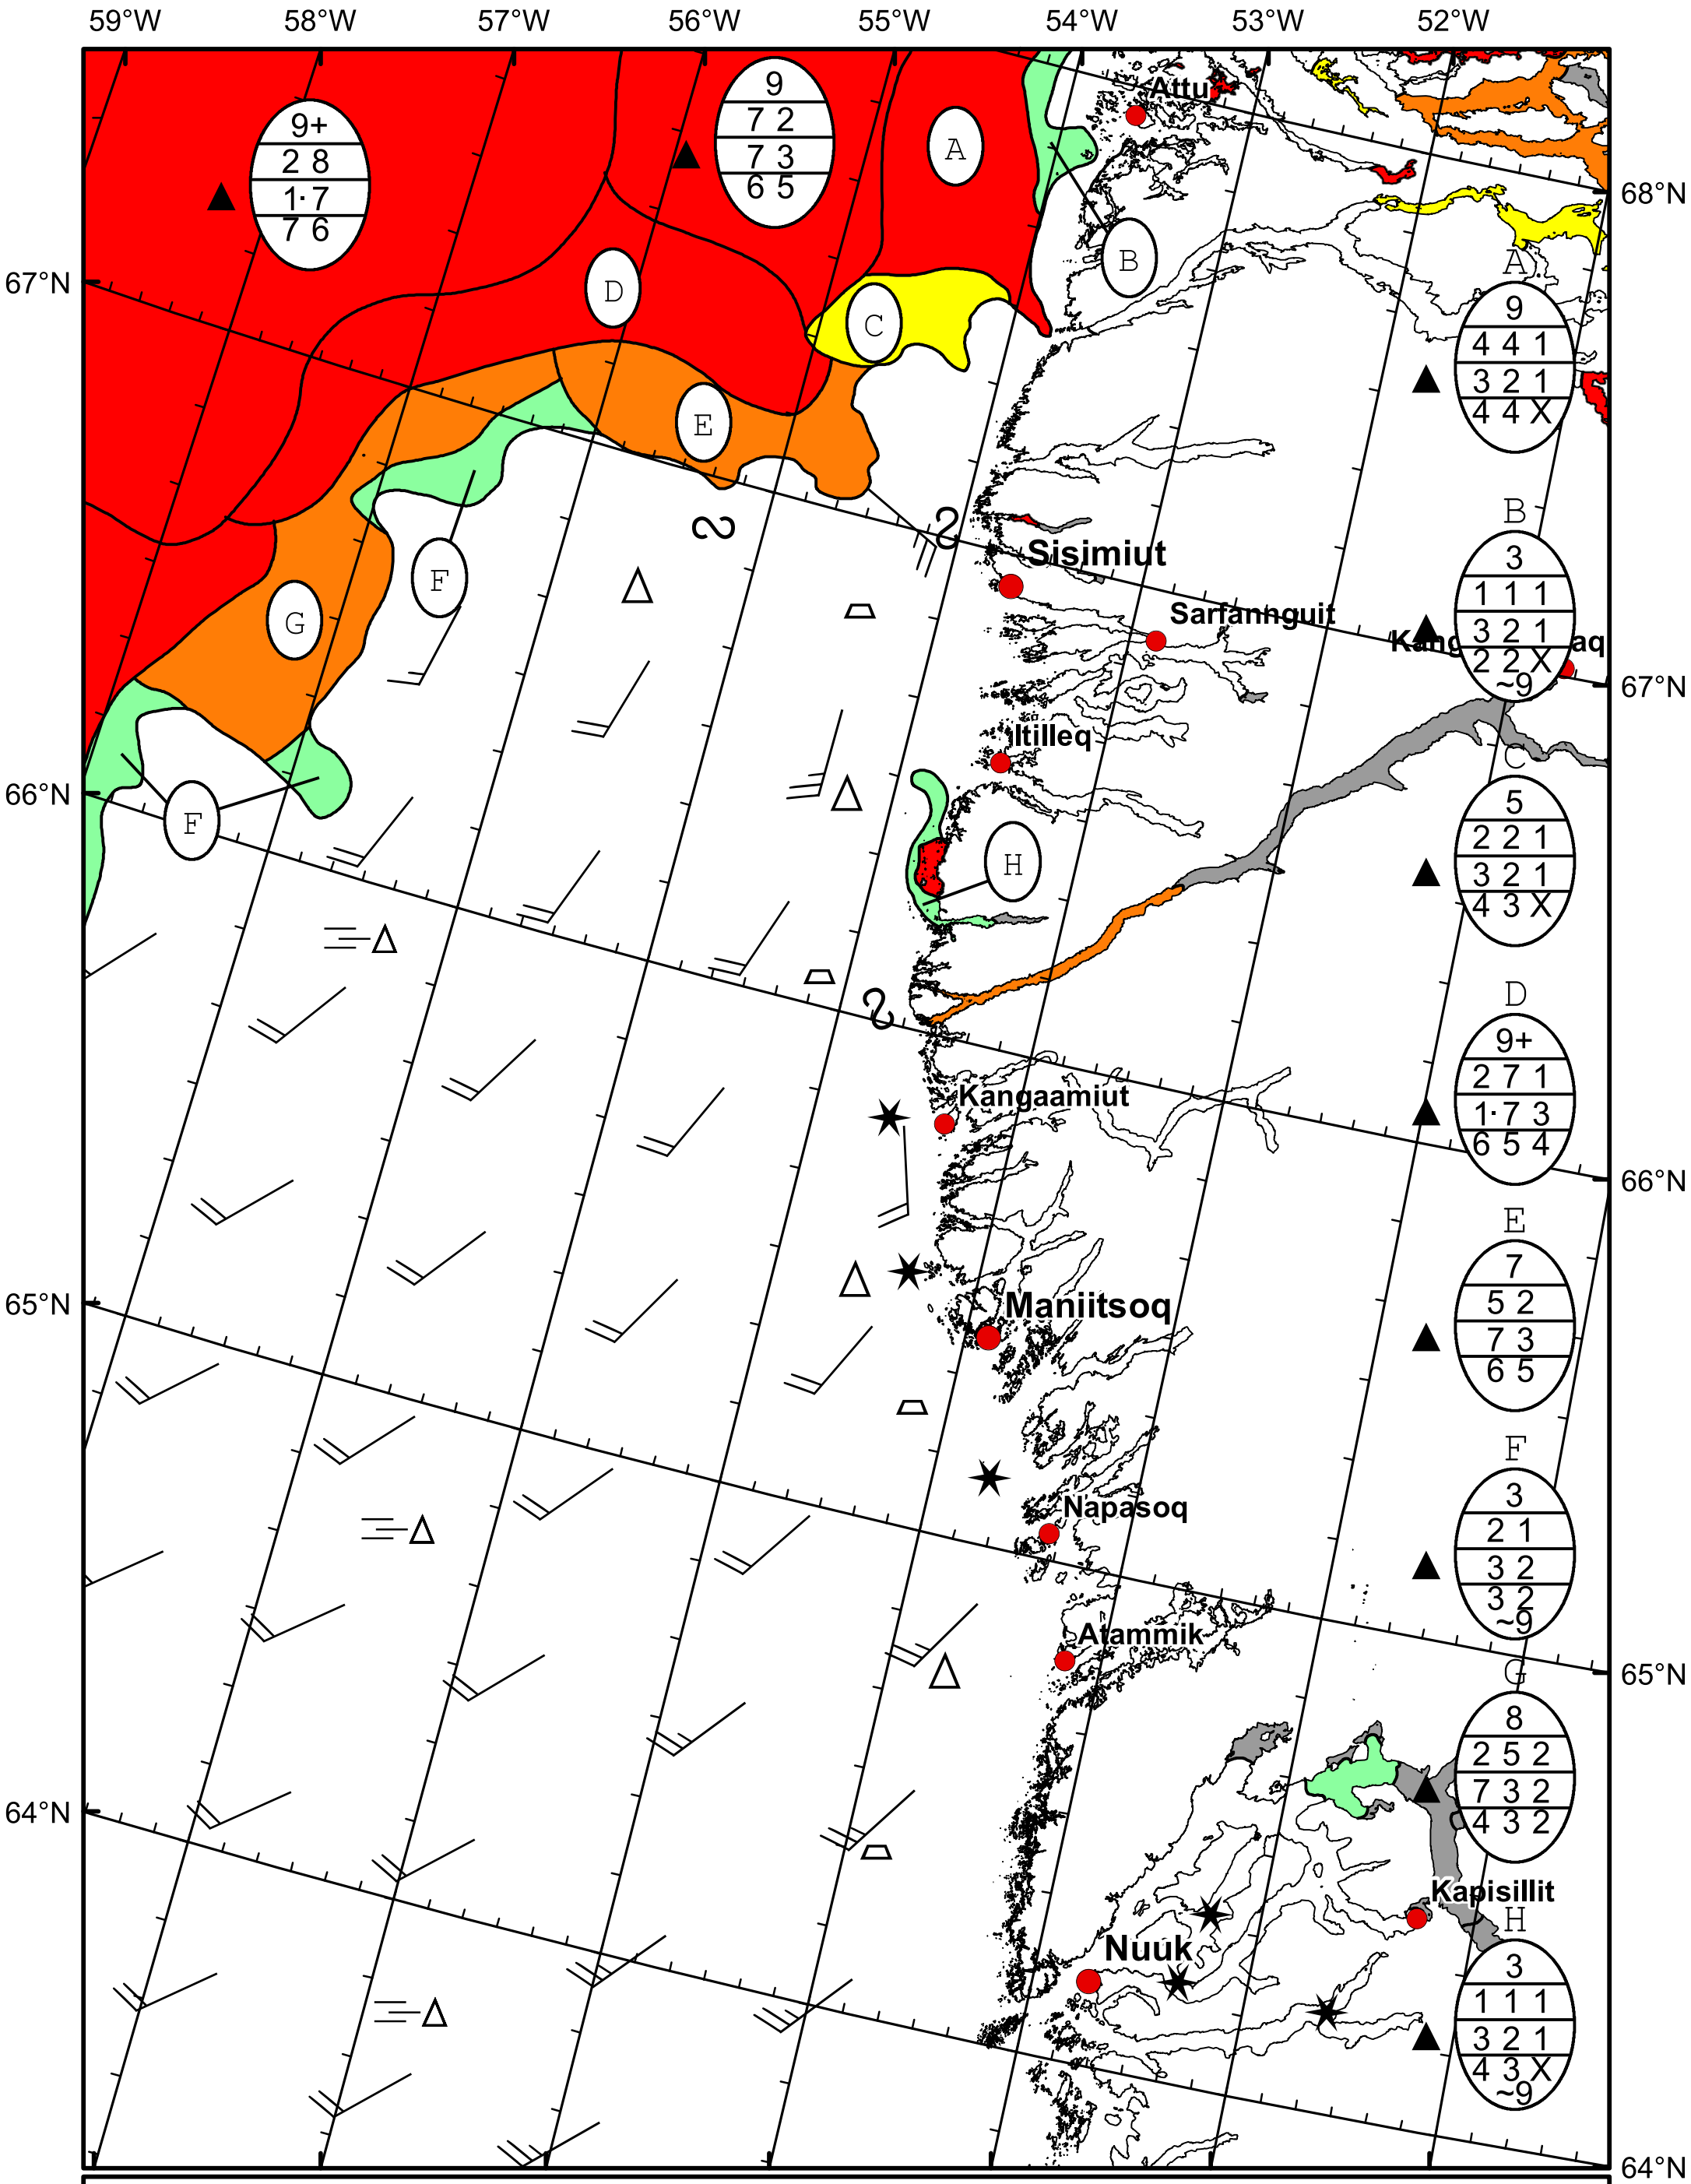 59°W 58°W 57°W 56°W 55°W 54°W 53°W 52°W
9+
2 8
1· 7
7 6
9
7 2
7 3
6 5
A
Attu
68°N
B
67°N
D
C
A
9
4 4 1
3 2 1
4 4 X
E
F
G
B
3
1 1 1
3 2 1
2 2 X
~9
Sisimiut
Sarfannguit
67°N
Itilleq
66°N
F
H
C
5
2 2 1
3 2 1
4 3 X
D
9+
2 7 1
1· 7 3
6 5 4
Kangaamiut
66°N
E
7
5 2
7 3
6 5
65°N
Maniitsoq
F
3
2 1
3 2
3 2
~9
Napasoq
Atammik
65°N
G
8
2 5 2
7 3 2
4 3 2
64°N
Kapisillit
Nuuk
H
3
1 1 1
3 2 1
4 3 X
~9
64°N